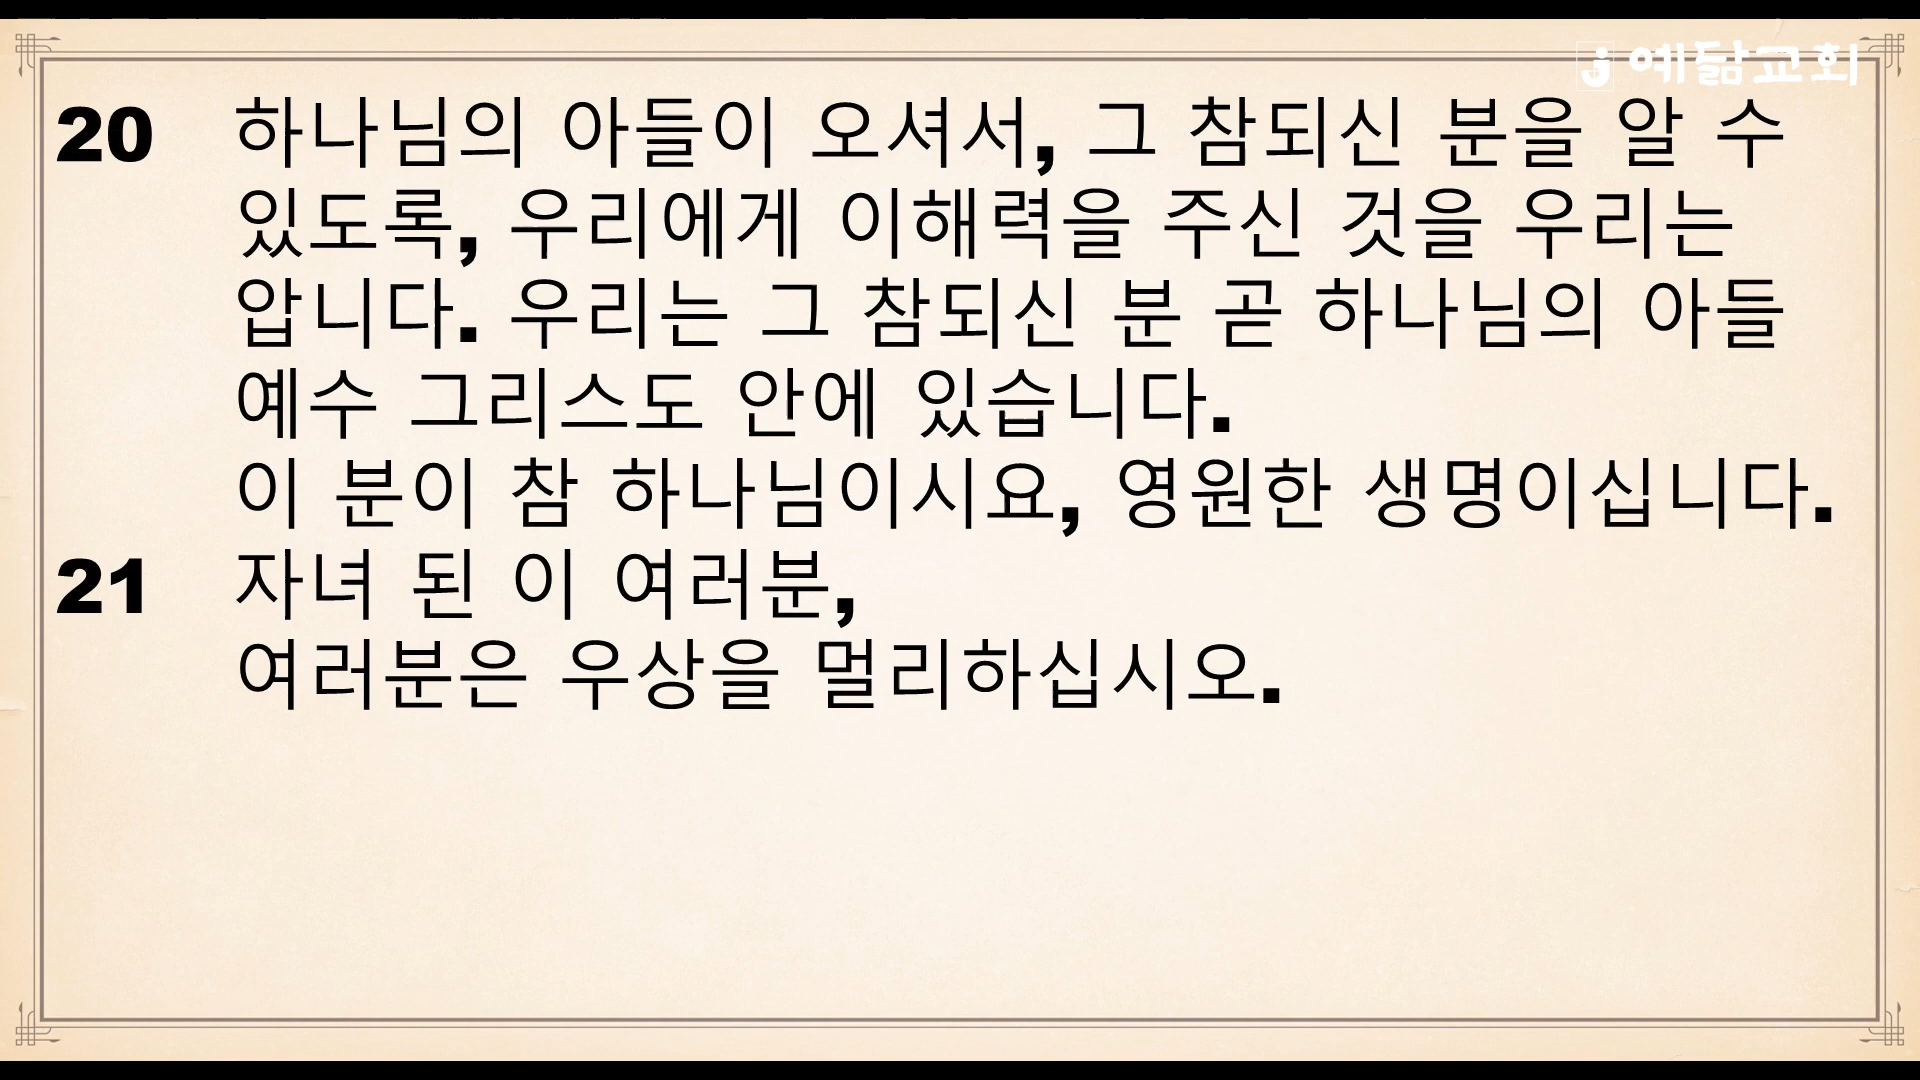 예닮교회
20 하나님의 아들이 오셔서, 그 참되신 분을 알 수
있도록, 우리에게 이해력을 주신 것을 우리는
압니다. 우리는 그 참되신 분 곧 하나님의 아들
예수 그리스도 안에 있습니다.
이 분이 참 하나님이시요, 영원한 생명이십니다.
21 자녀 된 이 여러분,
여러분은 우상을 멀리하십시오.